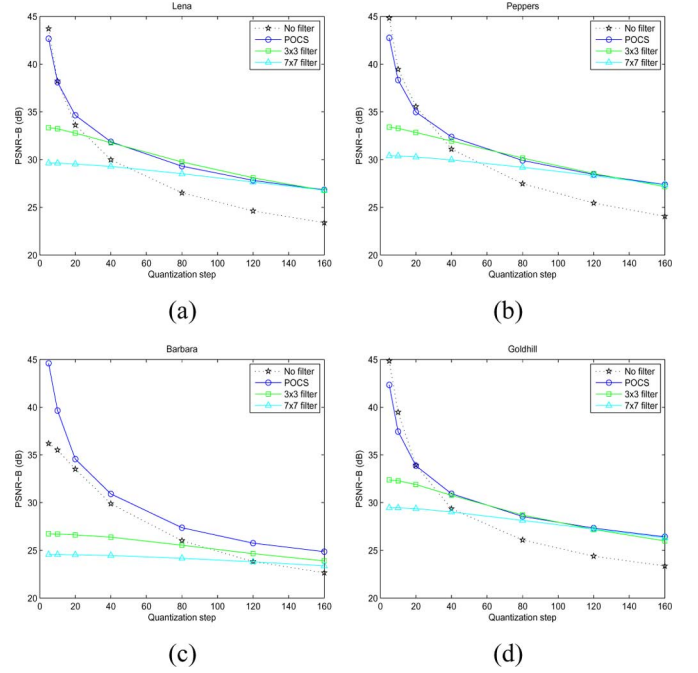 Lena
45
40
35
30
25
20
PSNR−B (dB)
0 20 40 60 80 100 120 140 160
Quantization step
No filter
POCS
3x3 filter
7x7 filter
(a)
Peppers
45
40
35
30
25
20
PSNR−B (dB)
0 20 40 60 80 100 120 140 160
Quantization step
No filter
POCS
3x3 filter
7x7 filter
(b)
Barbara
45
40
35
30
25
20
PSNR−B (dB)
0 20 40 60 80 100 120 140 160
Quantization step
No filter
POCS
3x3 filter
7x7 filter
(c)
Goldhill
45
40
35
30
25
20
PSNR−B (dB)
0 20 40 60 80 100 120 140 160
Quantization step
No filter
POCS
3x3 filter
7x7 filter
(d)